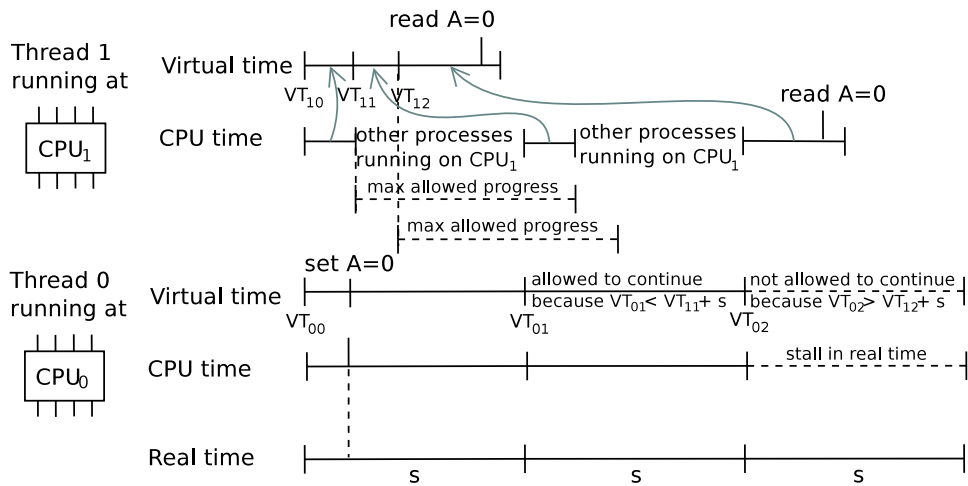 read A=0
Thread 1
running at
Virtual time
VT10
VT11
VT12
read A=0
CPU1
CPU time
other processes
running on CPU1
other processes
running on CPU1
max allowed progress
max allowed progress
Thread 0
running at
set A=0
Virtual time
allowed to continue
because VT01< VT11+ s
not allowed to continue
because VT02> VT12+ s
VT00
VT01
VT02
CPU0
CPU time
stall in real time
Real time
s
s
s